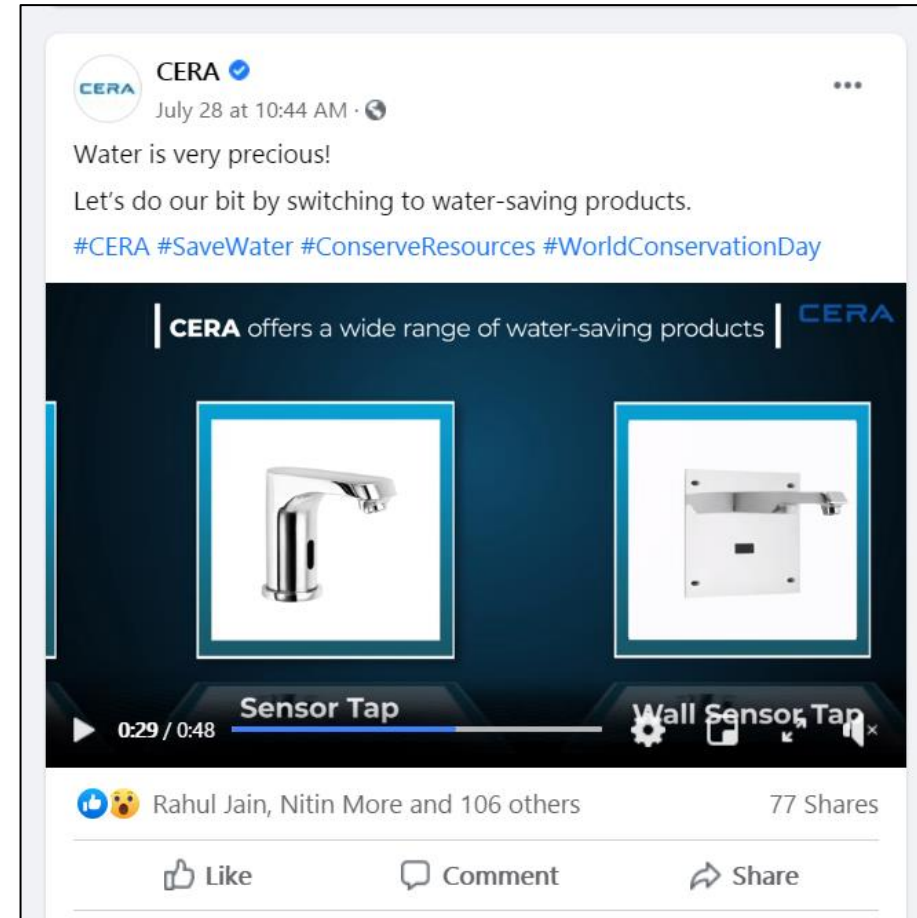 CERA
CERA
July 28 at 10:44 AM ·
Water is very precious!
Let's do our bit by switching to water-saving products.
#CERA #SaveWater #ConserveResources #WorldConservationDay
CERA offers a wide range of water-saving products
CERA
Sensor Tap
Wall Sensor Tap
0:29 / 0:48
Rahul Jain, Nitin More and 106 others
77 Shares
Like
Comment
Share